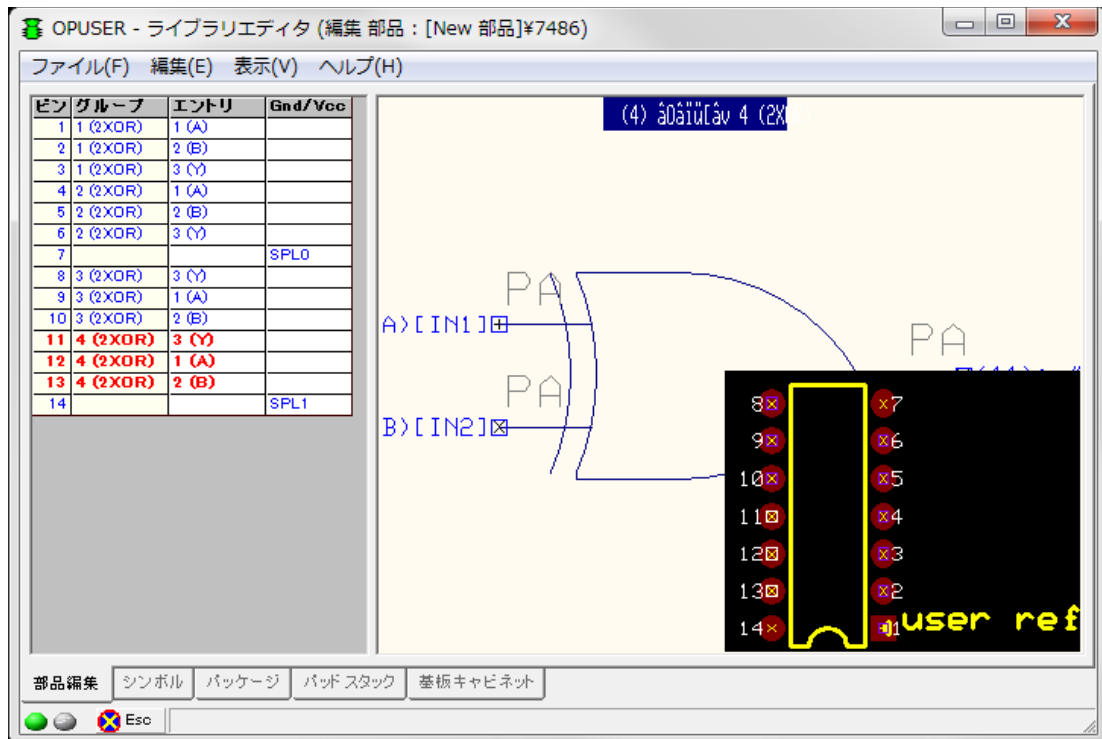 OPUSER - ライブラリエディタ (編集 部品 : [New 部品]¥7486)
ファイル(F) 編集(E) 表示(V) ヘルプ(H)
ピン グループ エントリ Gnd/Vcc
1 1 (2XOR) 1 (A)
2 1 (2XOR) 2 (B)
3 1 (2XOR) 3 (Y)
4 2 (2XOR) 1 (A)
5 2 (2XOR) 2 (B)
6 2 (2XOR) 3 (Y)
7 SPL0
8 3 (2XOR) 3 (Y)
9 3 (2XOR) 1 (A)
10 3 (2XOR) 2 (B)
11 4 (2XOR) 3 (Y)
12 4 (2XOR) 1 (A)
13 4 (2XOR) 2 (B)
14 SPL1
(4) âOâïü[âv 4 (2X
PA
A)[IN1]
PA
PA
B)[IN2]
8 7
9 6
10 5
11 4
12 3
13 2
14 1 user ref
部品編集 シンボル パッケージ パッド スタック 基板キャビネット
Esc